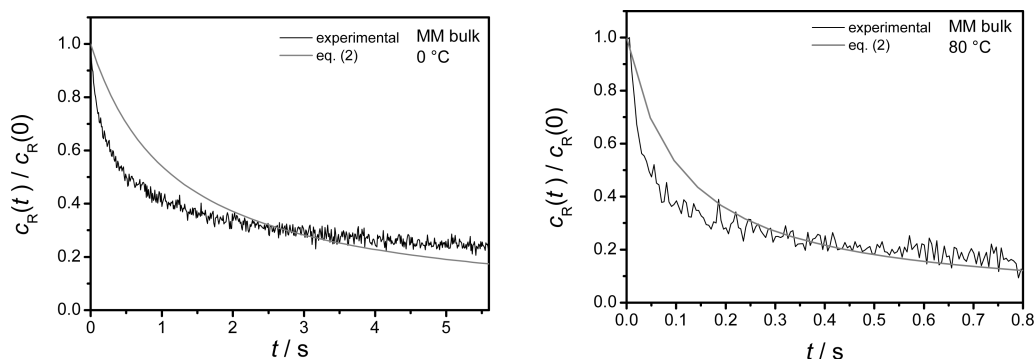 experimental MM bulk
eq. (2) 0 °C
1.0
0.8
0.6
0.4
0.2
0.0
c_R(t) / c_R(0)
0 1 2 3 4 5
t / s
experimental MM bulk
eq. (2) 80 °C
1.0
0.8
0.6
0.4
0.2
0.0
c_R(t) / c_R(0)
0.0 0.1 0.2 0.3 0.4 0.5 0.6 0.7 0.8
t / s